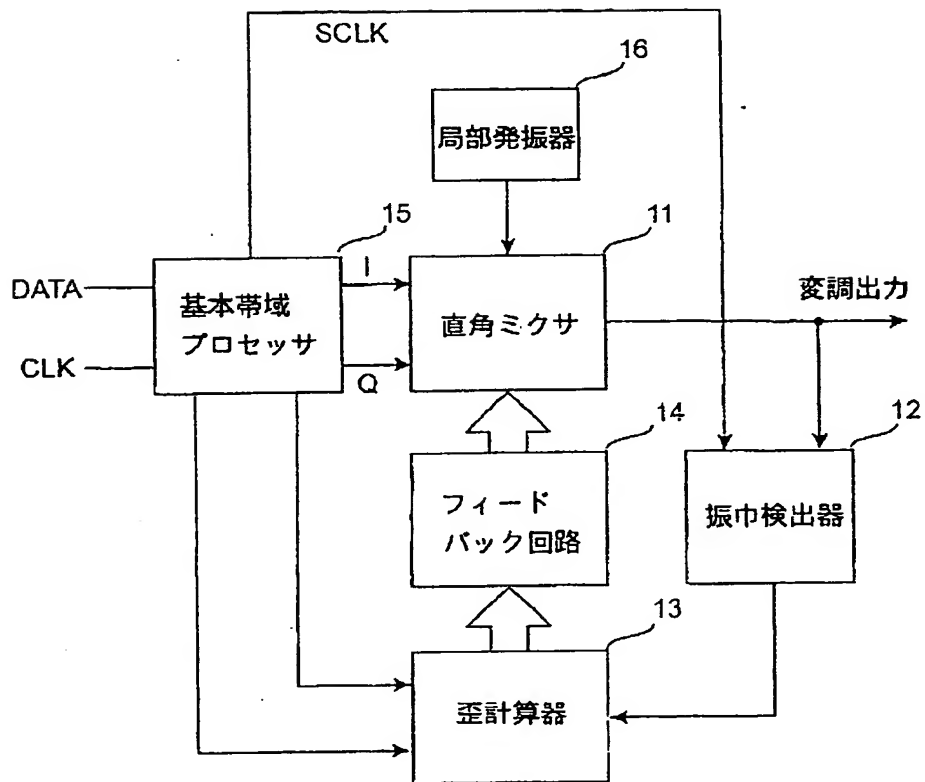 SCLK
16
局部発振器
15
11
DATA
I
変調出力
基本帯域
プロセッサ
直角ミクサ
CLK
Q
14
12
フィード
バック回路
振巾検出器
13
歪計算器